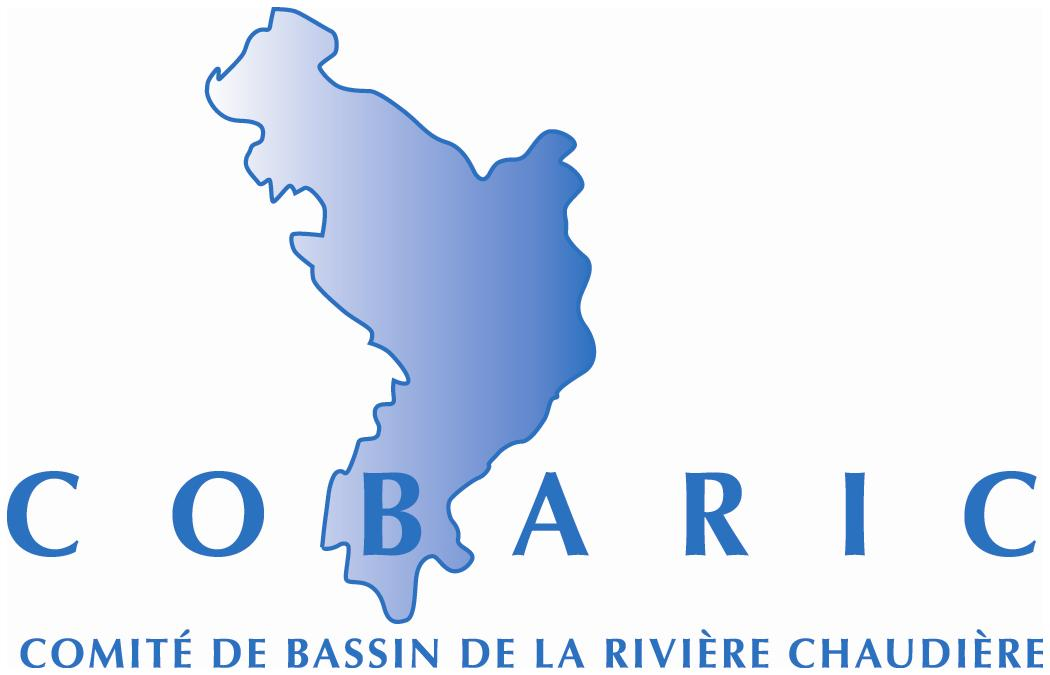 COBARIC
COMITÉ DE BASSIN DE LA RIVIÈRE CHAUDIÈRE